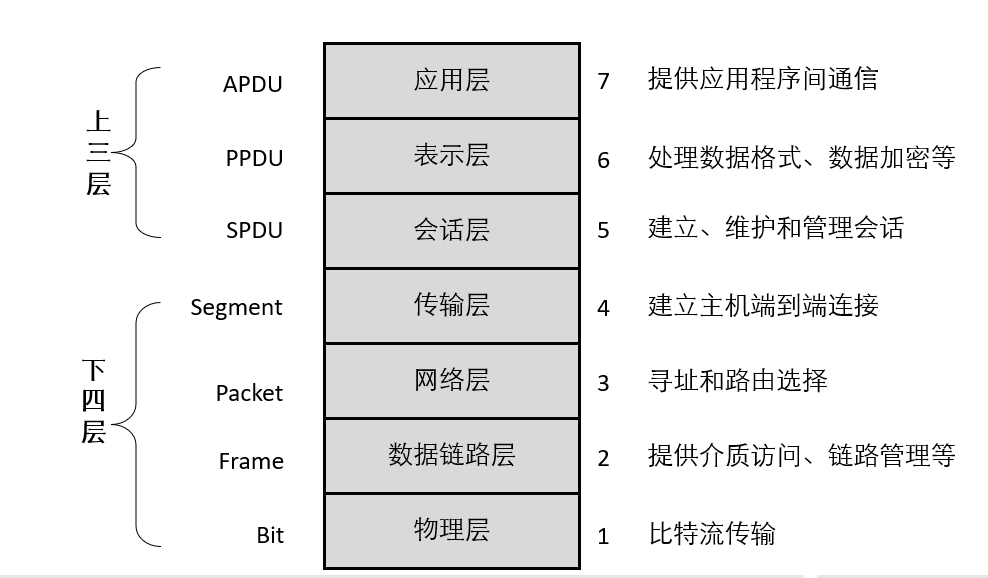 上三层
APDU 应用层 7 提供应用程序间通信
PPDU 表示层 6 处理数据格式、数据加密等
SPDU 会话层 5 建立、维护和管理会话
下四层
Segment 传输层 4 建立主机端到端连接
Packet 网络层 3 寻址和路由选择
Frame 数据链路层 2 提供介质访问、链路管理等
Bit 物理层 1 比特流传输